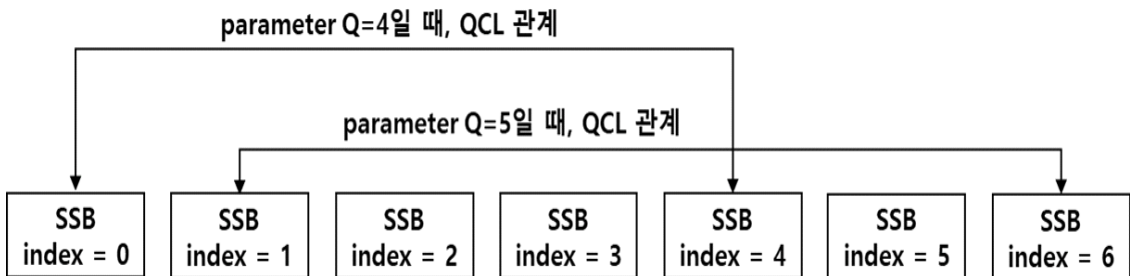 parameter Q=4일 때, QCL 관계
parameter Q=5일 때, QCL 관계
SSB
index = 0
SSB
index = 1
SSB
index = 2
SSB
index = 3
SSB
index = 4
SSB
index = 5
SSB
index = 6